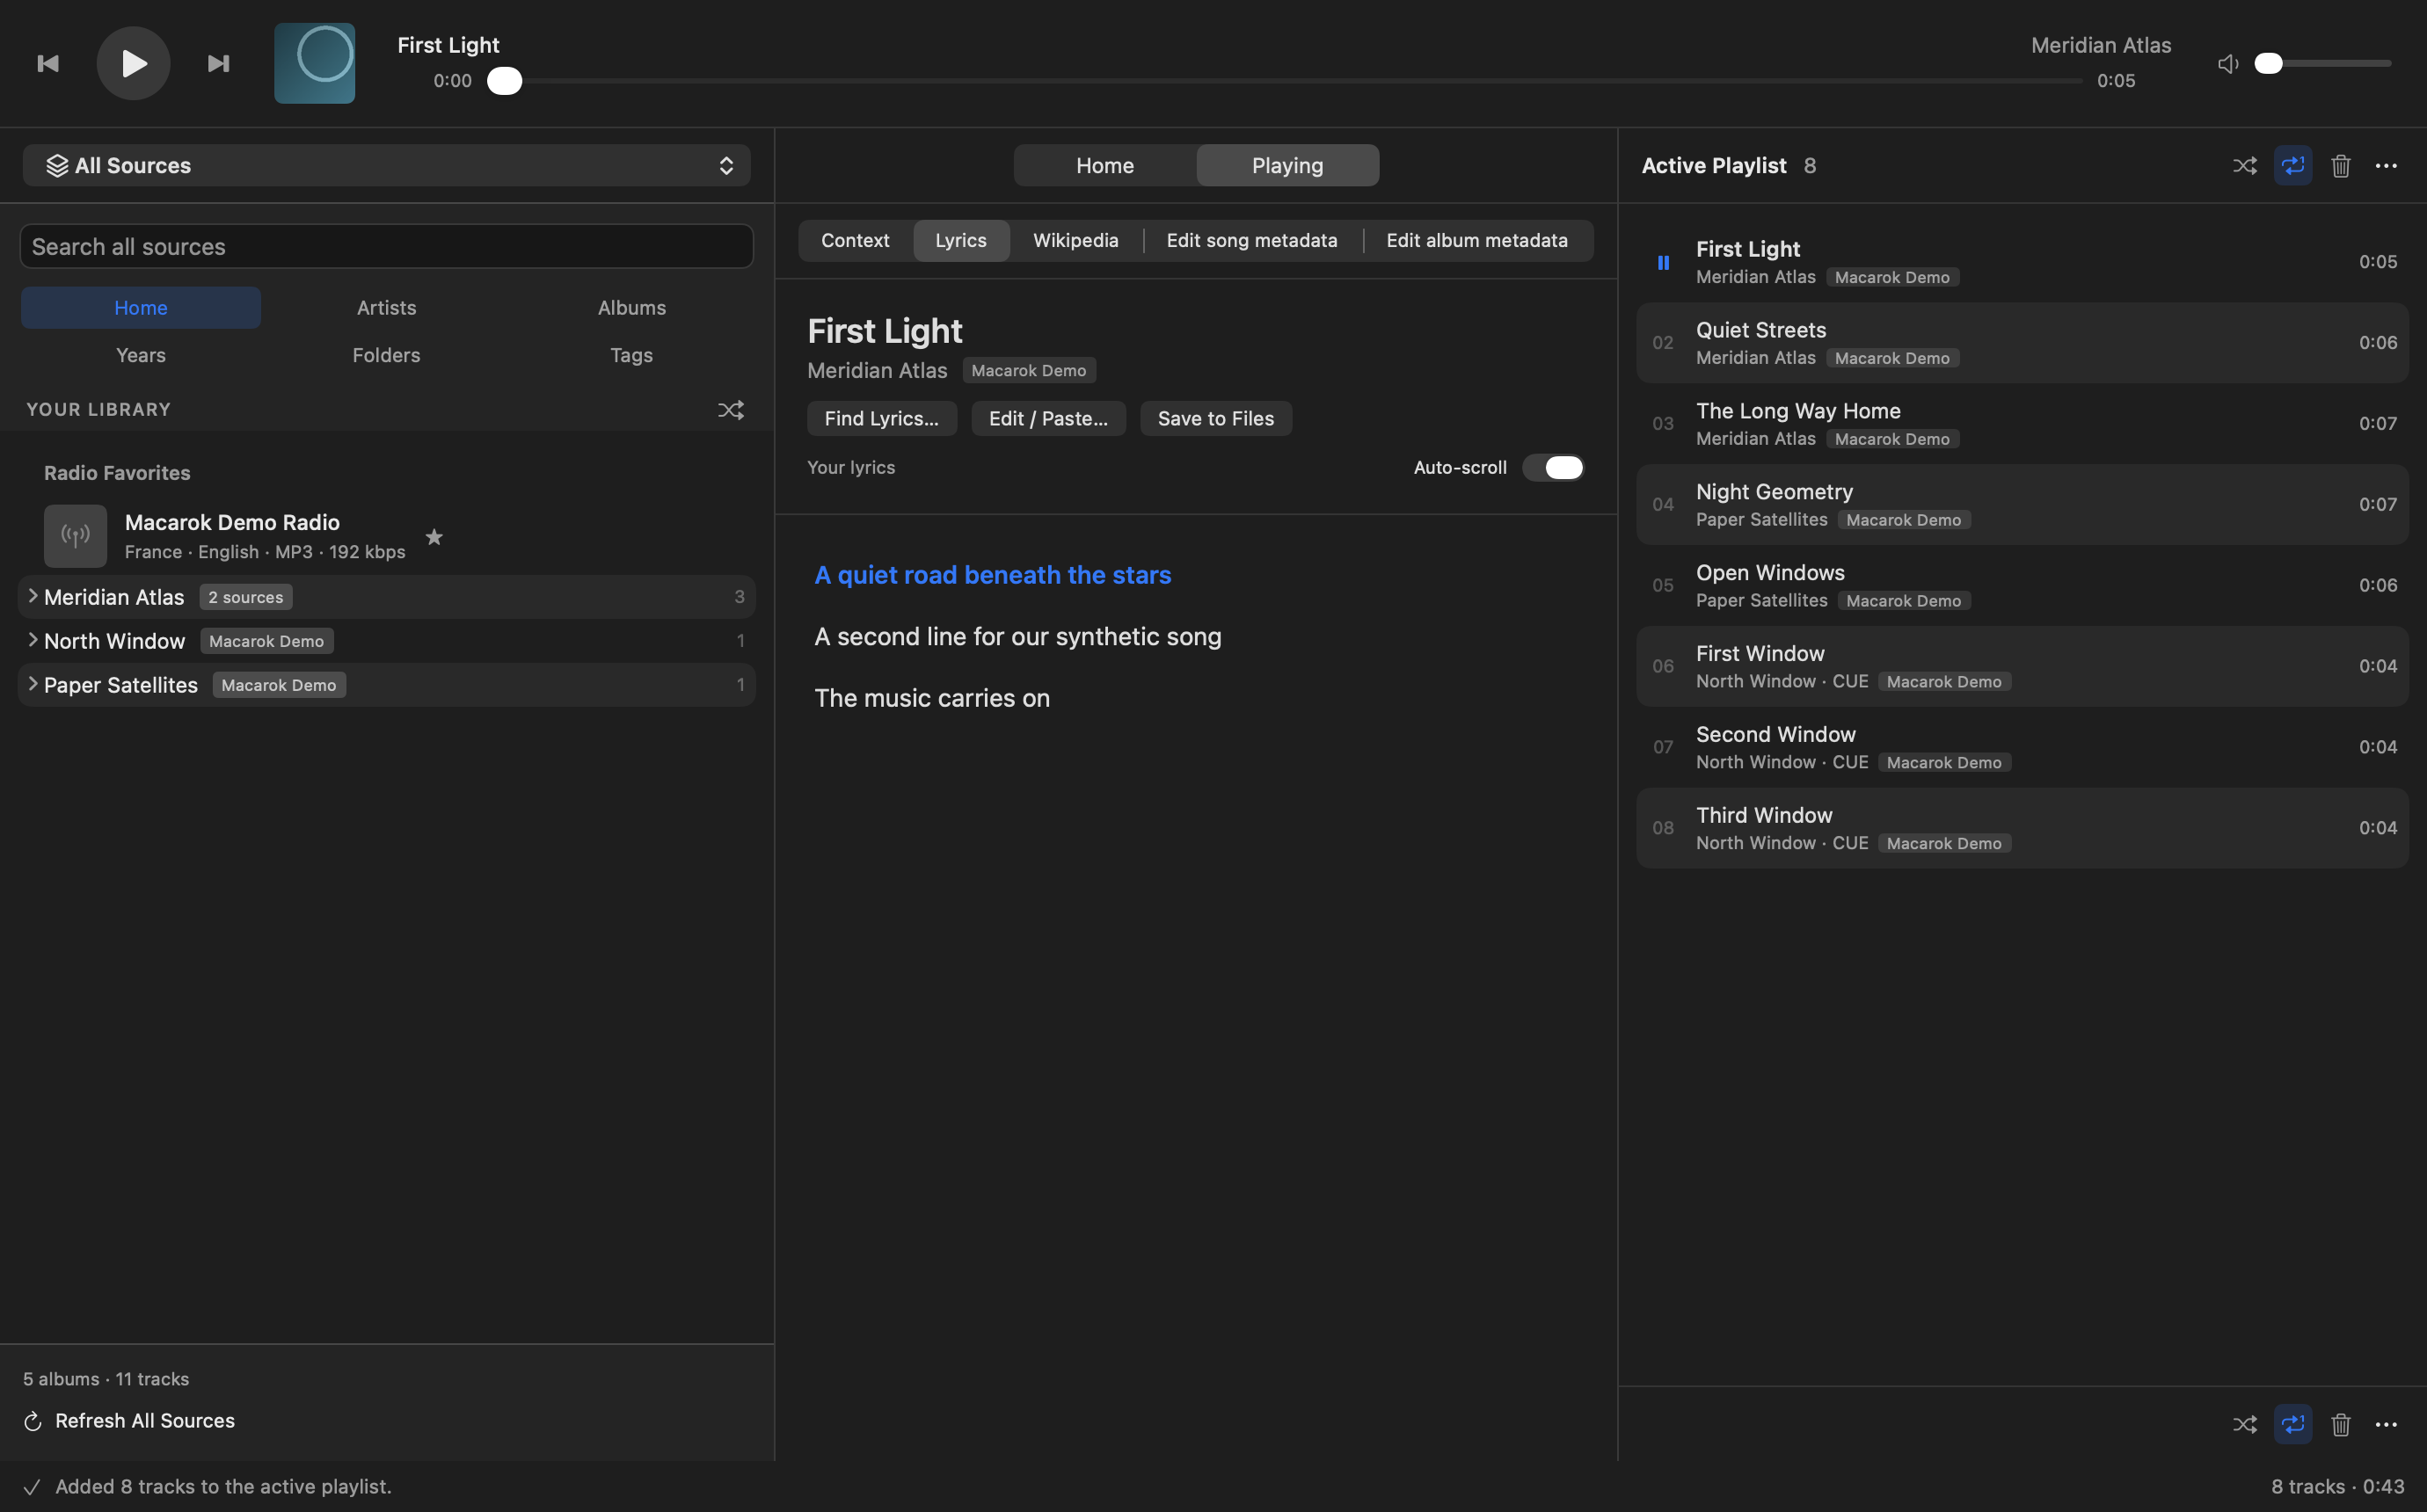 First Light
Meridian Atlas
0:00
0:05
All Sources
Search all sources
Home Artists Albums
Years Folders Tags
YOUR LIBRARY
Radio Favorites
Macarok Demo Radio
France · English · MP3 · 192 kbps
Meridian Atlas 2 sources 3
North Window Macarok Demo 1
Paper Satellites Macarok Demo 1
5 albums · 11 tracks
Refresh All Sources
Home Playing
Context Lyrics Wikipedia Edit song metadata Edit album metadata
First Light
Meridian Atlas Macarok Demo
Find Lyrics... Edit / Paste... Save to Files
Your lyrics Auto-scroll
A quiet road beneath the stars
A second line for our synthetic song
The music carries on
Active Playlist 8
First Light
Meridian Atlas Macarok Demo
0:05
02
Quiet Streets
Meridian Atlas Macarok Demo
0:06
03
The Long Way Home
Meridian Atlas Macarok Demo
0:07
04
Night Geometry
Paper Satellites Macarok Demo
0:07
05
Open Windows
Paper Satellites Macarok Demo
0:06
06
First Window
North Window · CUE Macarok Demo
0:04
07
Second Window
North Window · CUE Macarok Demo
0:04
08
Third Window
North Window · CUE Macarok Demo
0:04
Added 8 tracks to the active playlist.
8 tracks · 0:43